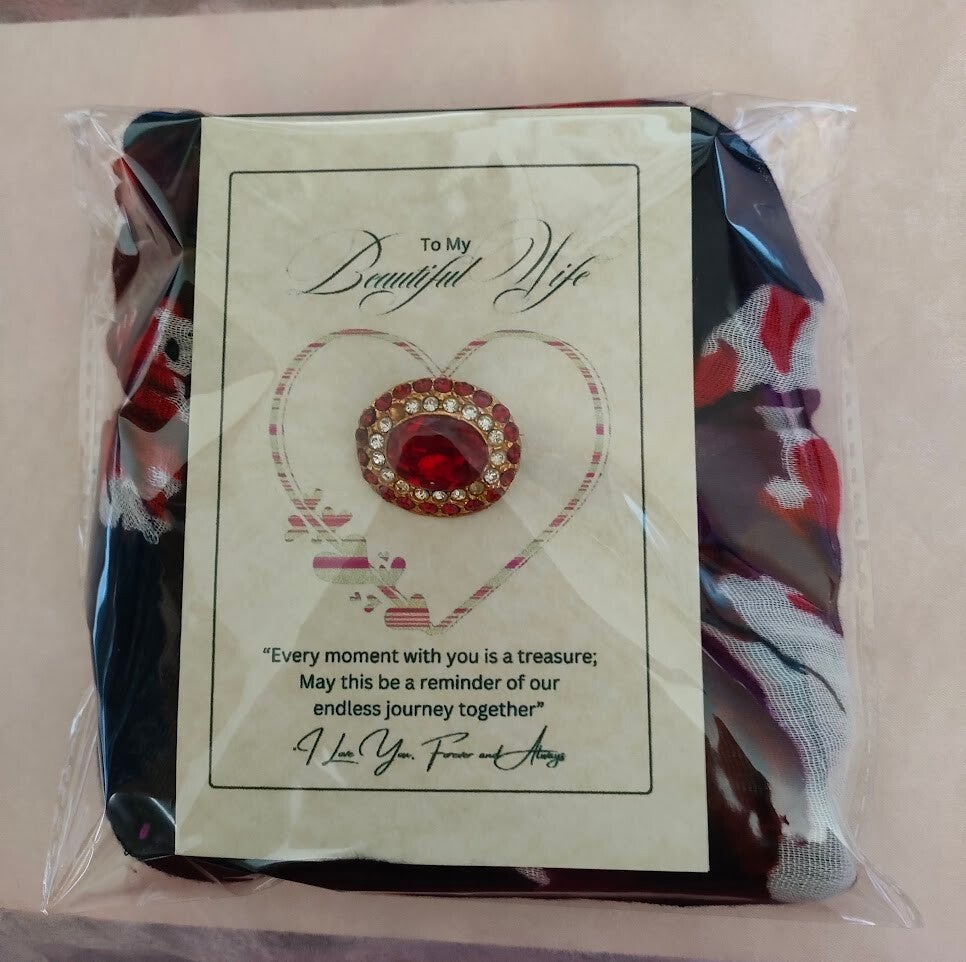 To My
Beautiful Wife
“Every moment with you is a treasure;
May this be a reminder of our
endless journey together”
I Love You, Forever and Always